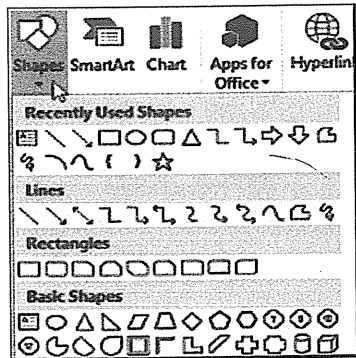 Shapes SmartArt Chart Apps for Office Hyperlin
Recently Used Shapes
Lines
Rectangles
Basic Shapes